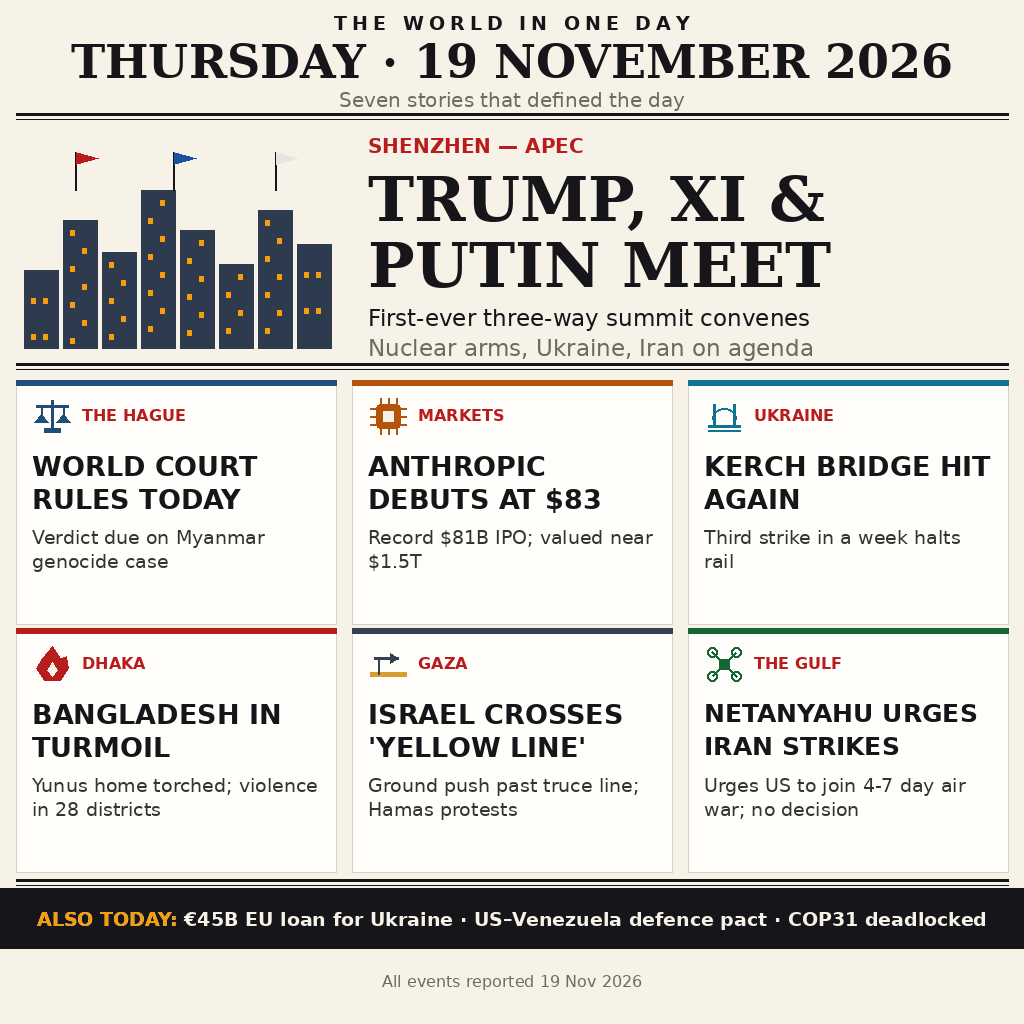 THE WORLD IN ONE DAY
THURSDAY · 19 NOVEMBER 2026
Seven stories that defined the day
SHENZHEN — APEC
TRUMP, XI &
PUTIN MEET
First-ever three-way summit convenes
Nuclear arms, Ukraine, Iran on agenda
THE HAGUE
WORLD COURT
RULES TODAY
Verdict due on Myanmar
genocide case
MARKETS
ANTHROPIC
DEBUTS AT $83
Record $81B IPO; valued near
$1.5T
UKRAINE
KERCH BRIDGE HIT
AGAIN
Third strike in a week halts
rail
DHAKA
BANGLADESH IN
TURMOIL
Yunus home torched; violence
in 28 districts
GAZA
ISRAEL CROSSES
'YELLOW LINE'
Ground push past truce line;
Hamas protests
THE GULF
NETANYAHU URGES
IRAN STRIKES
Urges US to join 4-7 day air
war; no decision
ALSO TODAY: €45B EU loan for Ukraine · US–Venezuela defence pact · COP31 deadlocked
All events reported 19 Nov 2026